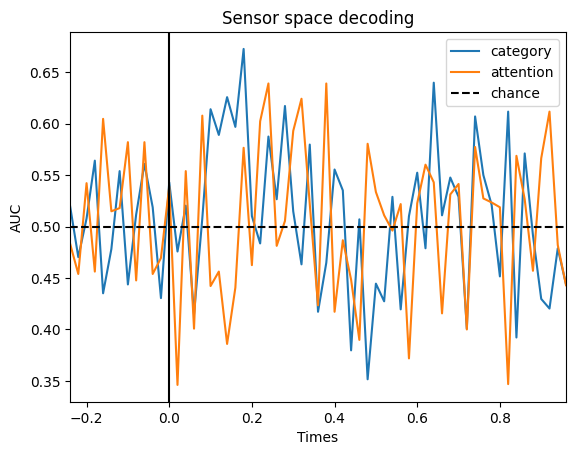 Sensor space decoding
category
attention
chance
AUC
0.65
0.60
0.55
0.50
0.45
0.40
0.35
−0.2
0.0
0.2
0.4
0.6
0.8
Times